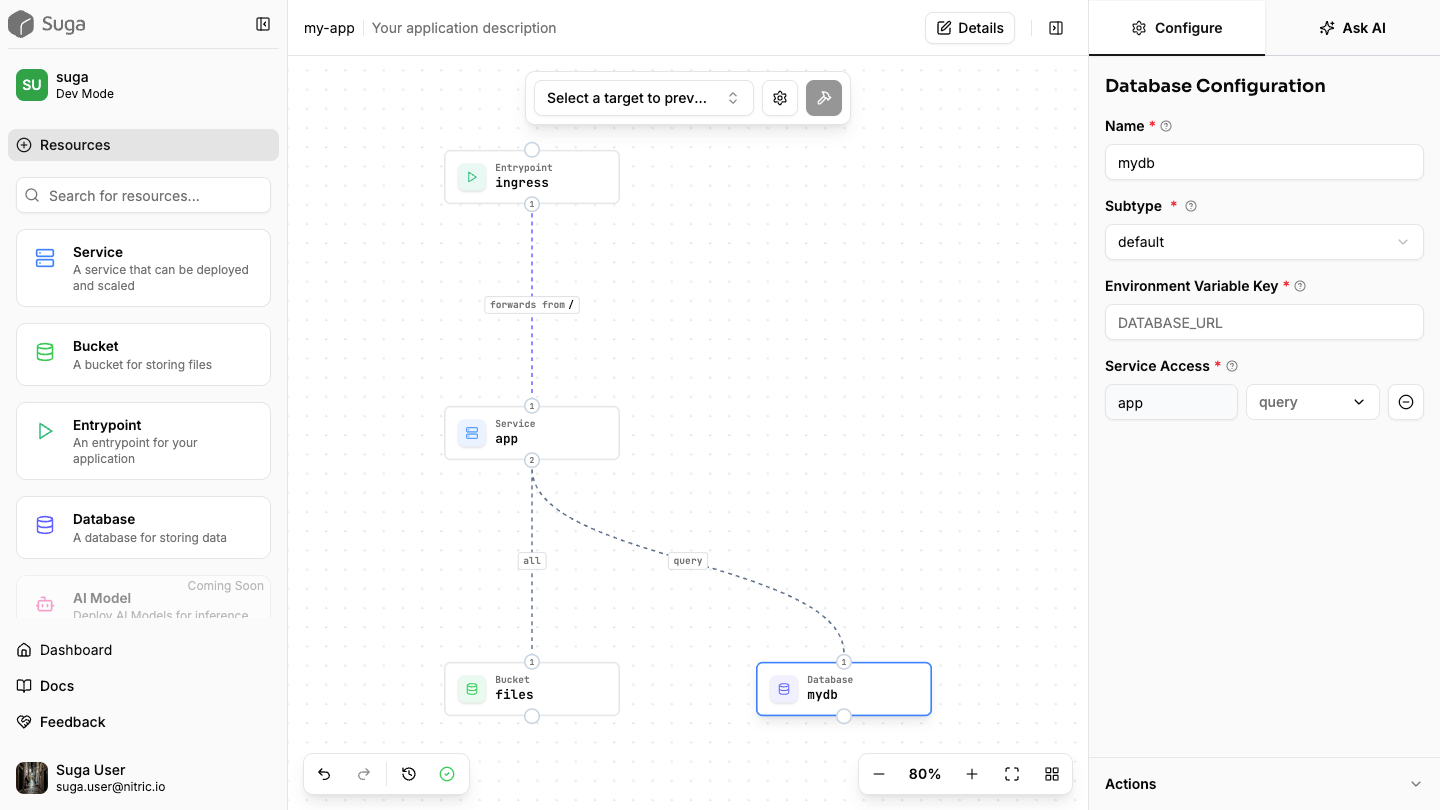 Suga
SU
suga
Dev Mode
Resources
Search for resources...
Service
A service that can be deployed
and scaled
Bucket
A bucket for storing files
Entrypoint
An entrypoint for your
application
Database
A database for storing data
Coming Soon
AI Model
Deploy AI Models for inference
Dashboard
Docs
Feedback
Suga User
suga.user@nitric.io
my-app
Your application description
Details
Select a target to prev...
Entrypoint
ingress
1
forwards from /
1
Service
app
2
all
query
1
Bucket
files
1
Database
mydb
80%
Configure
Ask AI
Database Configuration
Name *
mydb
Subtype *
default
Environment Variable Key *
DATABASE_URL
Service Access *
app
query
Actions